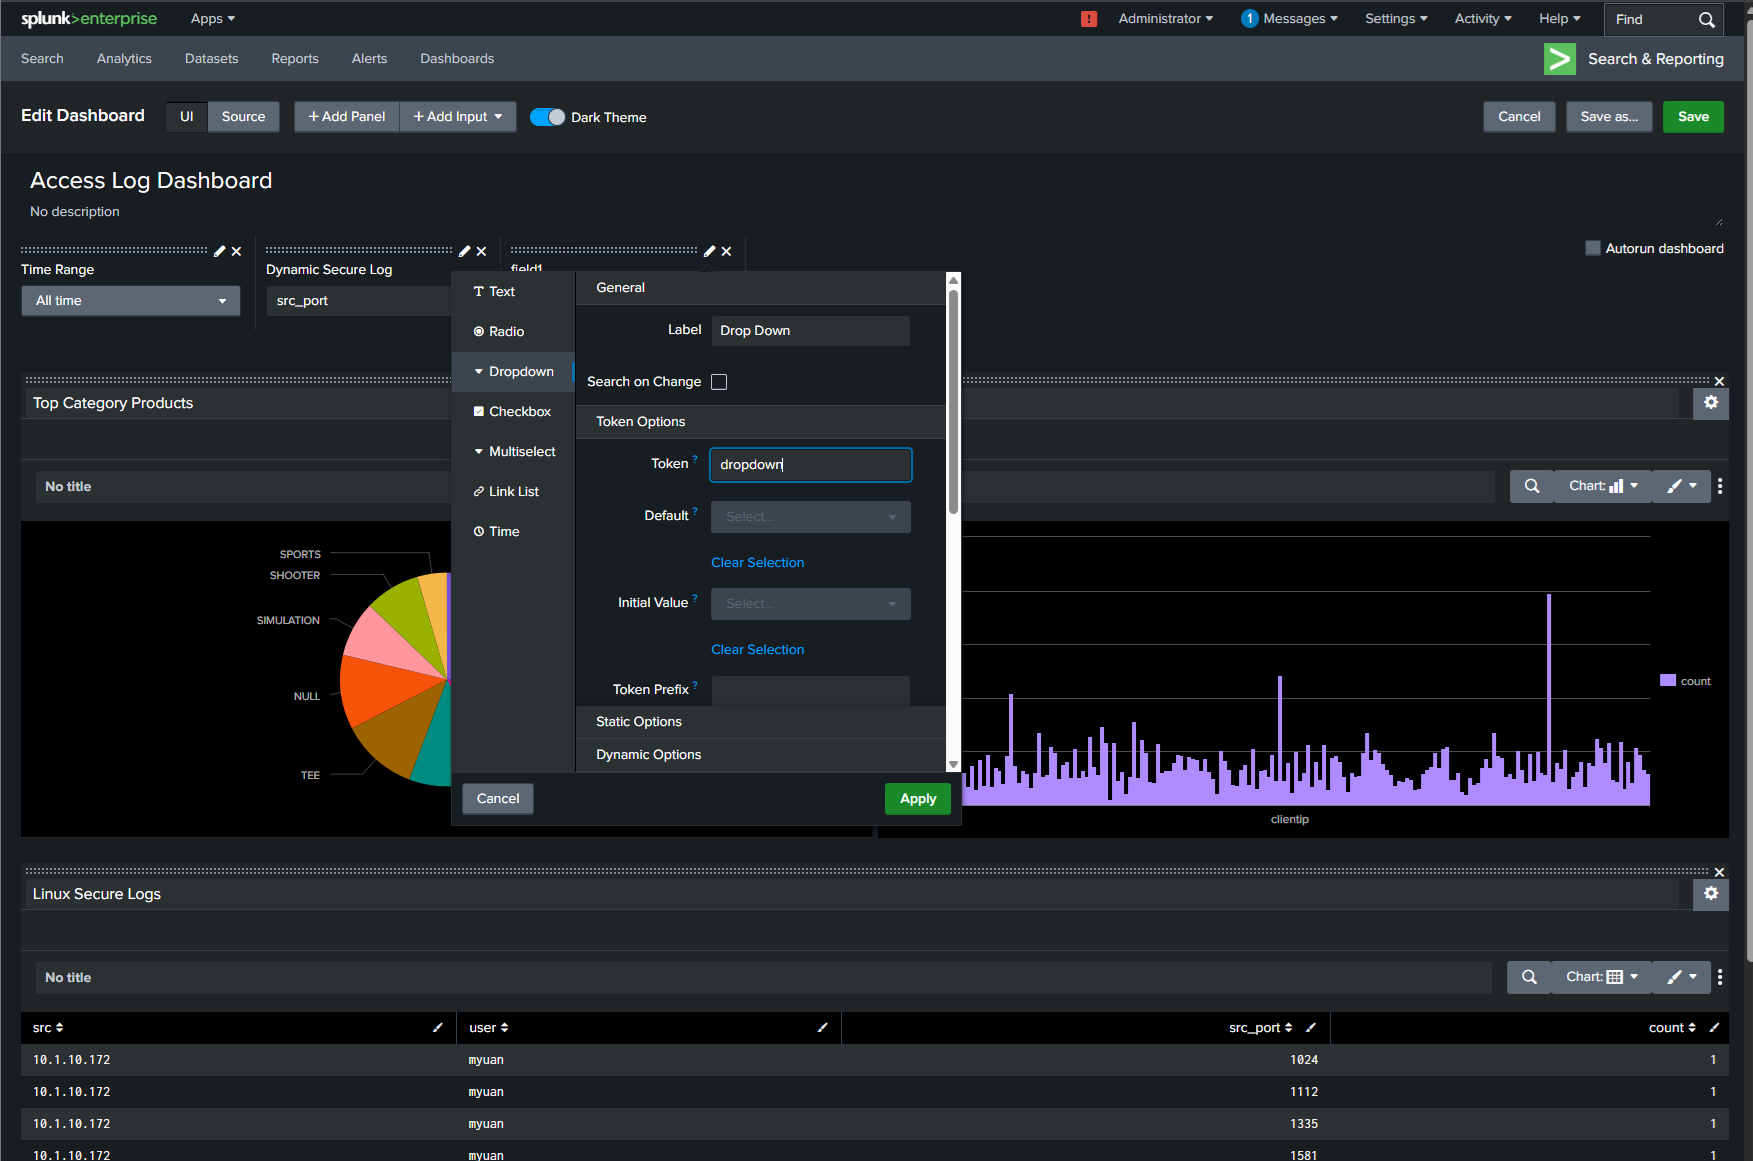 splunk>enterprise Apps Administrator 1 Messages Settings Activity Help Find
Search Analytics Datasets Reports Alerts Dashboards Search & Reporting
Edit Dashboard UI Source + Add Panel + Add Input Dark Theme Cancel Save as... Save
Access Log Dashboard
No description
Autorun dashboard
Time Range Dynamic Secure Log field1
All time src_port
Text
Radio
Dropdown
Checkbox
Multiselect
Link List
Time
General
Label Drop Down
Search on Change
Token Options
Token ? dropdown
Default ? Select...
Clear Selection
Initial Value ? Select...
Clear Selection
Token Prefix ?
Static Options
Dynamic Options
Cancel Apply
Top Category Products
No title
Chart:
SPORTS
SHOOTER
SIMULATION
NULL
TEE
count
clientip
Linux Secure Logs
No title
Chart:
src user src_port count
10.1.10.172 myuan 1024 1
10.1.10.172 myuan 1112 1
10.1.10.172 myuan 1335 1
10.1.10.172 myuan 1581 1